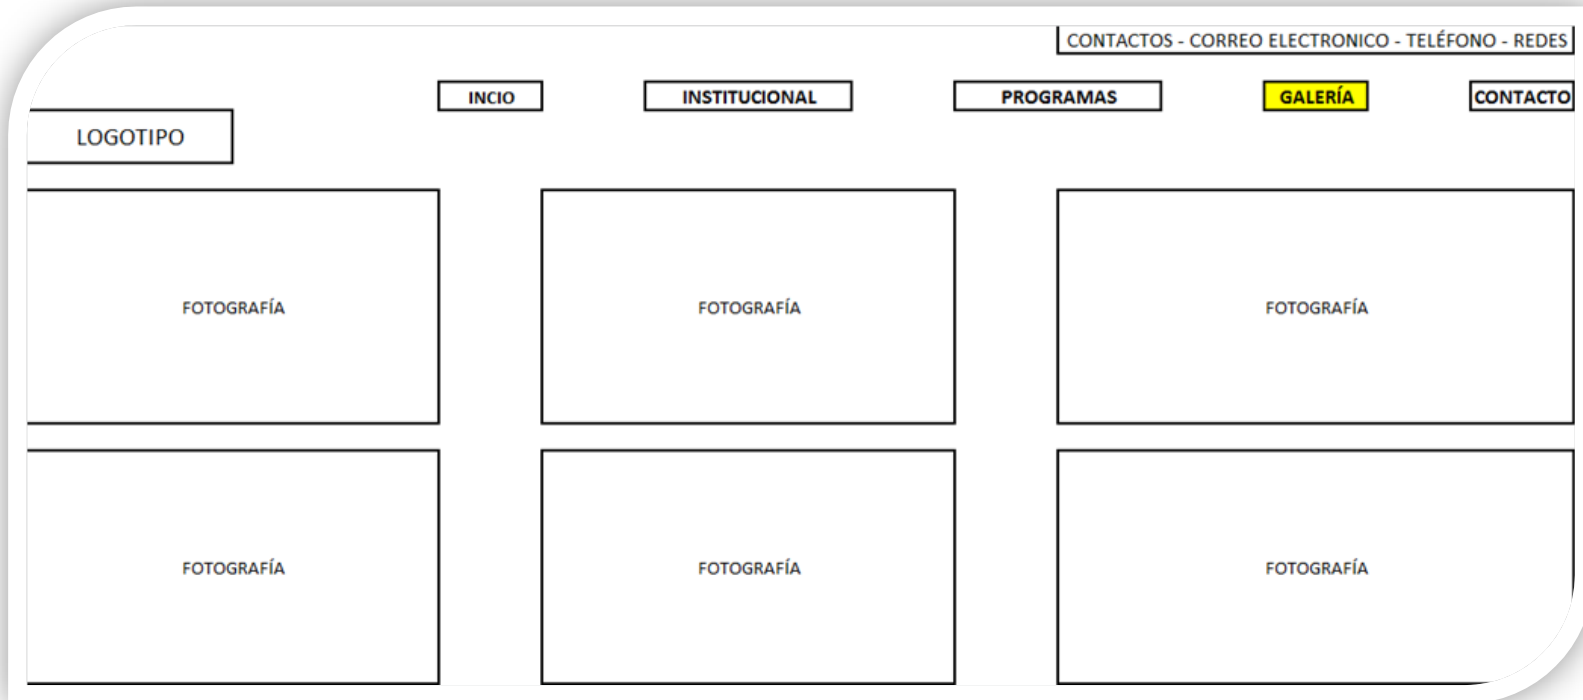 CONTACTOS - CORREO ELECTRONICO - TELÉFONO - REDES
INCIO
INSTITUCIONAL
PROGRAMAS
GALERÍA
CONTACTO
LOGOTIPO
FOTOGRAFÍA
FOTOGRAFÍA
FOTOGRAFÍA
FOTOGRAFÍA
FOTOGRAFÍA
FOTOGRAFÍA